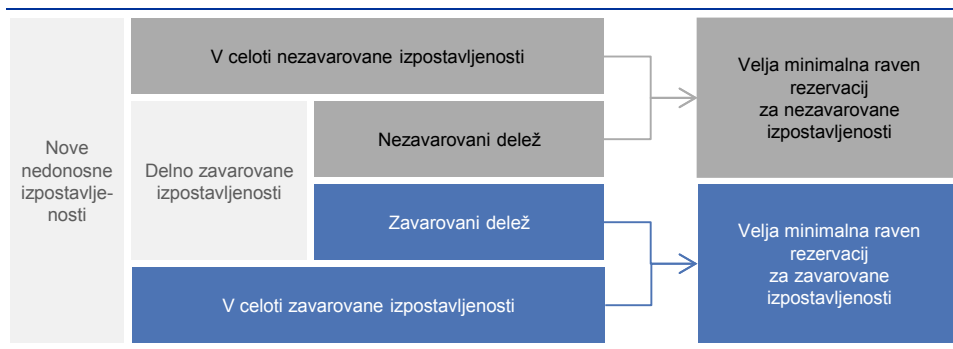 V celoti nezavarovane izpostavljenosti
Velja minimalna raven
rezervacij
za nezavarovane
izpostavljenosti
Nove
nedonosne
izpostavlje-
nosti
Delno zavarovane
izpostavljenosti
Nezavarovani delež
Zavarovani delež
Velja minimalna raven
rezervacij
za zavarovane
izpostavljenosti
V celoti zavarovane izpostavljenosti